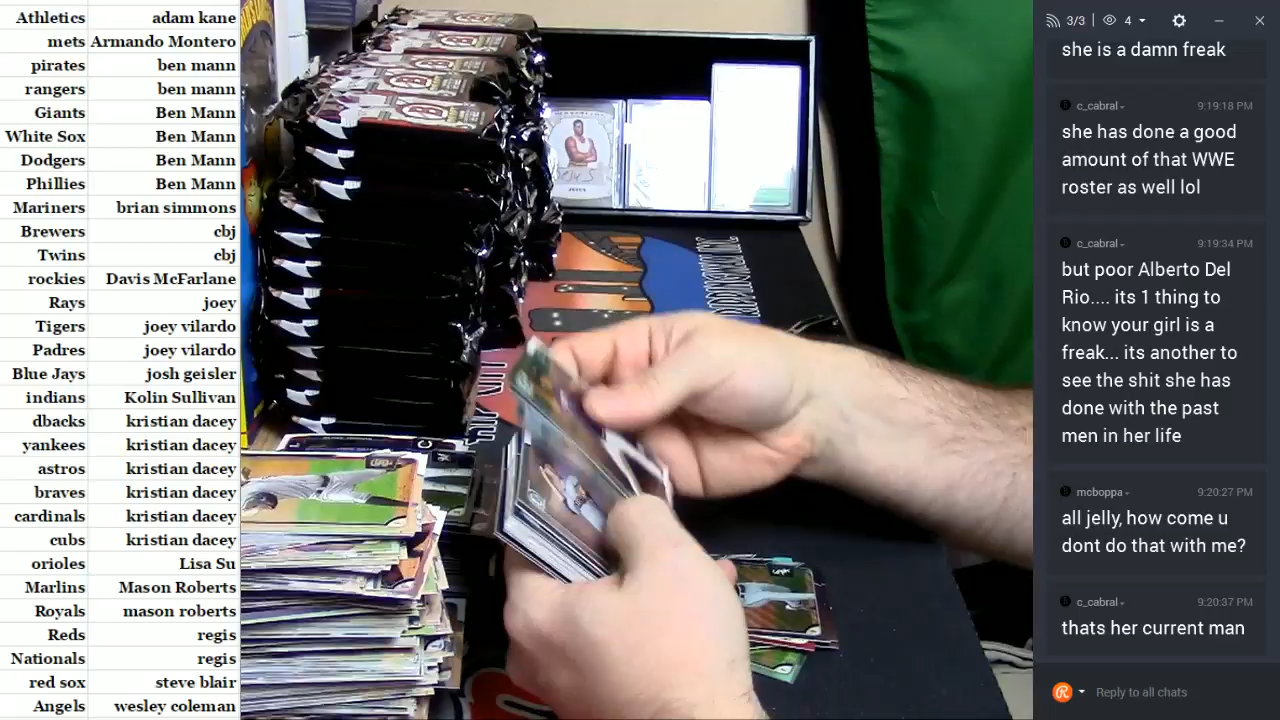 Athletics adam kane
mets Armando Montero
pirates ben mann
rangers ben mann
Giants Ben Mann
White Sox Ben Mann
Dodgers Ben Mann
Phillies Ben Mann
Mariners brian simmons
Brewers cbj
Twins cbj
rockies Davis McFarlane
Rays joey
Tigers joey vilardo
Padres joey vilardo
Blue Jays josh geisler
indians Kolin Sullivan
dbacks kristian dacey
yankees kristian dacey
astros kristian dacey
braves kristian dacey
cardinals kristian dacey
cubs kristian dacey
orioles Lisa Su
Marlins Mason Roberts
Royals mason roberts
Reds regis
Nationals regis
red sox steve blair
Angels wesley coleman
3/3 4
she is a damn freak
c_cabral 9:19:18 PM
she has done a good
amount of that WWE
roster as well lol
c_cabral 9:19:34 PM
but poor Alberto Del
Rio.... its 1 thing to
know your girl is a
freak... its another to
see the shit she has
done with the past
men in her life
mcboppa 9:20:27 PM
all jelly, how come u
dont do that with me?
c_cabral 9:20:37 PM
thats her current man
Reply to all chats